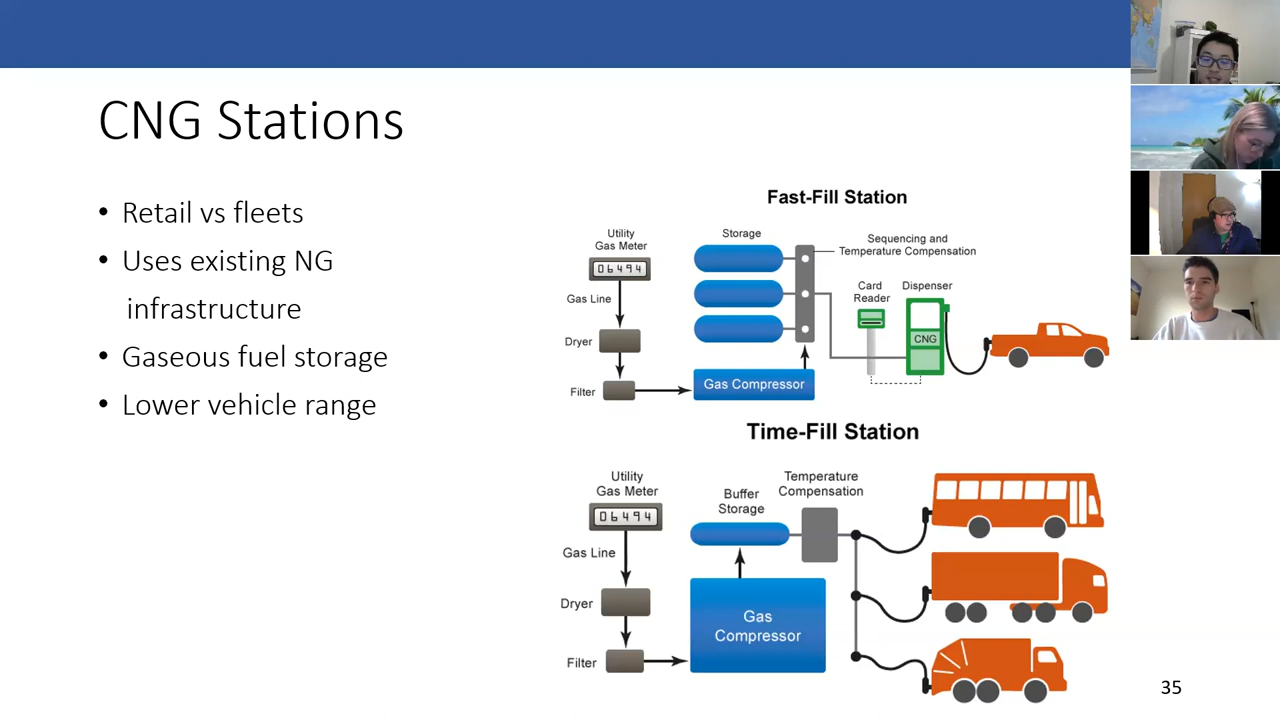 CNG Stations
• Retail vs fleets
• Uses existing NG
infrastructure
• Gaseous fuel storage
• Lower vehicle range
Fast-Fill Station
Utility
Gas Meter
06494
Gas Line
Dryer
Filter
Storage
Gas Compressor
Sequencing and
Temperature Compensation
Card
Reader
Dispenser
CNG
Time-Fill Station
Utility
Gas Meter
06494
Gas Line
Dryer
Filter
Buffer
Storage
Gas
Compressor
Temperature
Compensation
35